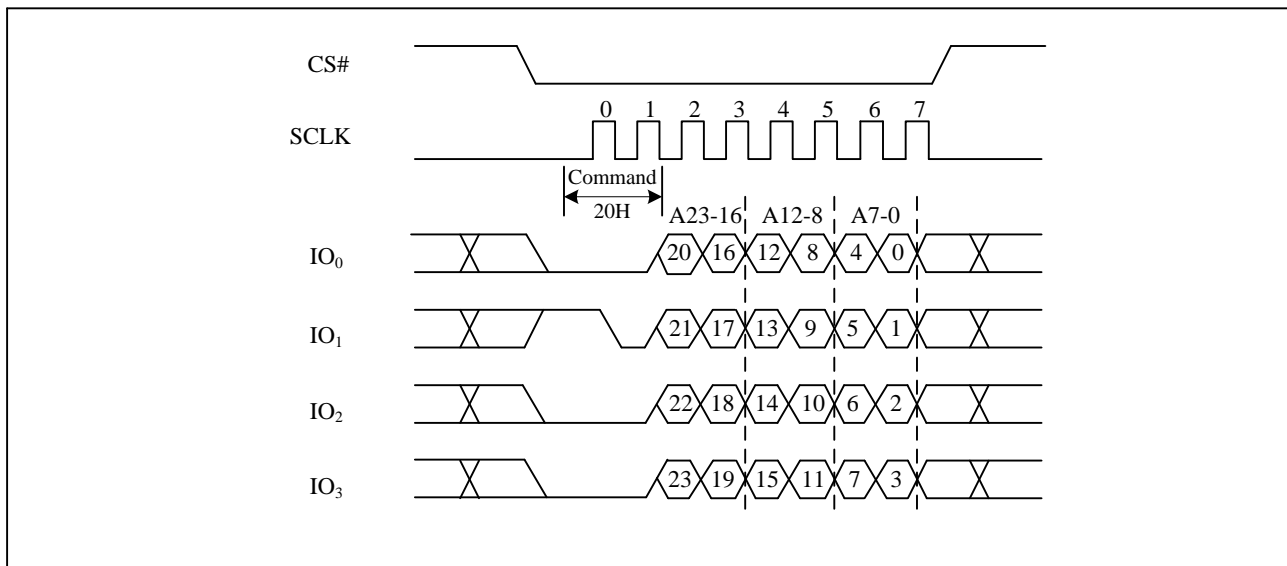 CS#
0 1 2 3 4 5 6 7
SCLK
Command
20H
A23-16 A12-8 A7-0
IO0 20 16 12 8 4 0
IO1 21 17 13 9 5 1
IO2 22 18 14 10 6 2
IO3 23 19 15 11 7 3